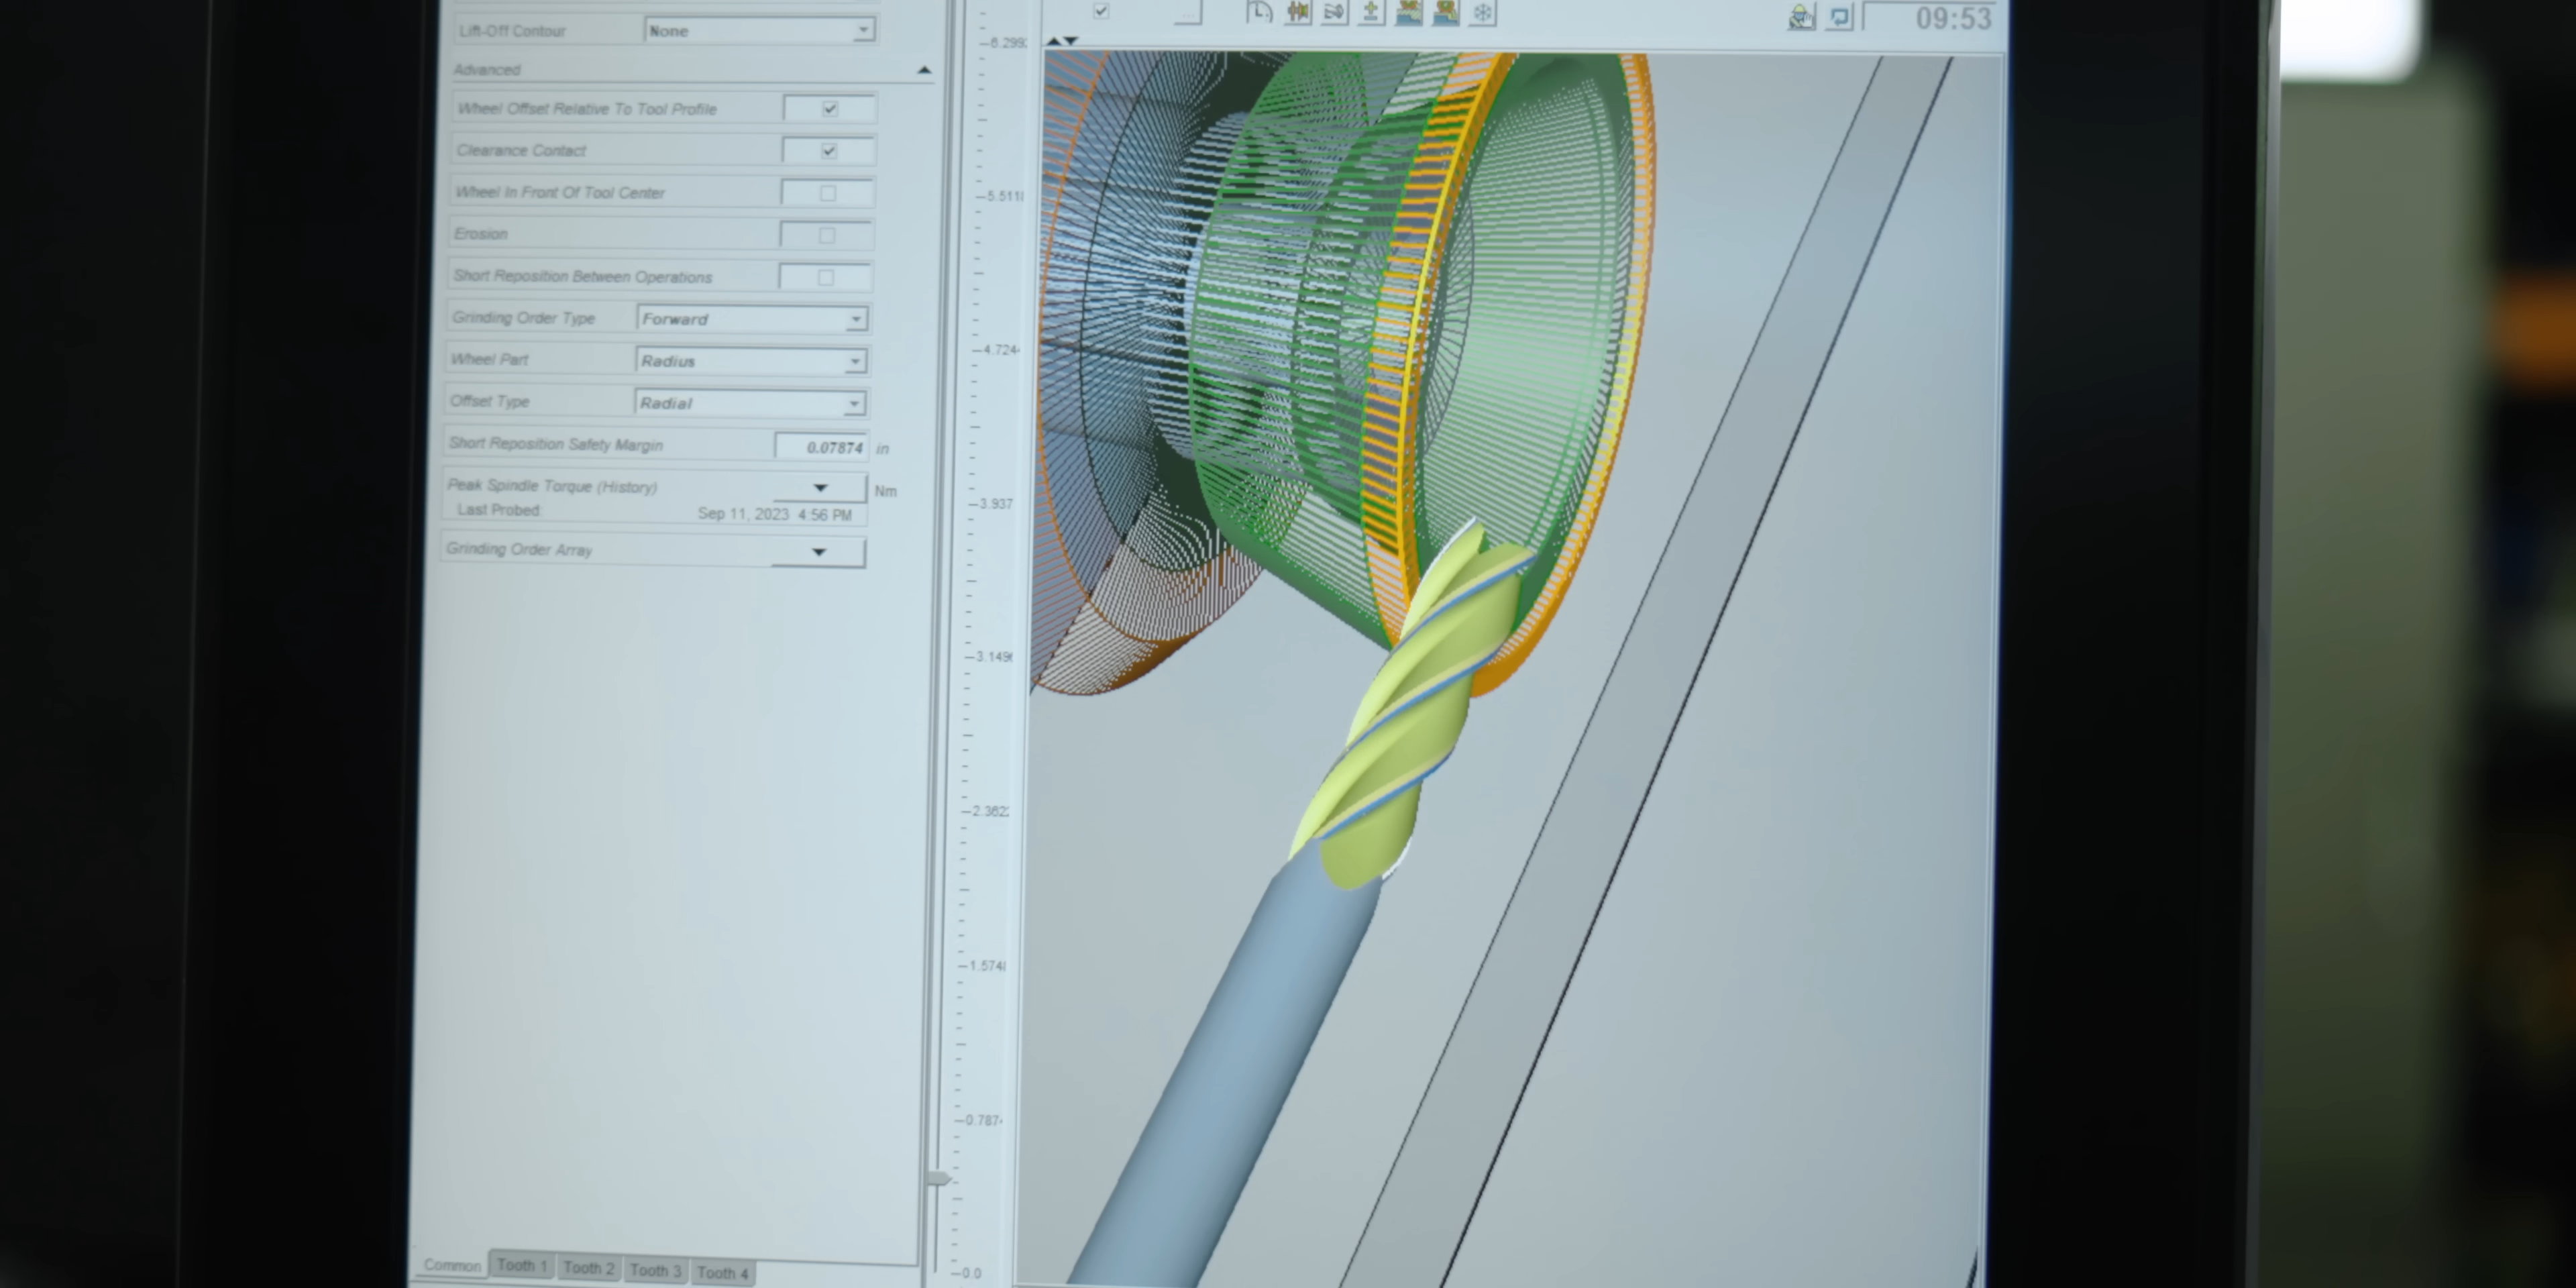 Lift-Off Contour None
Advanced
Wheel Offset Relative To Tool Profile
Clearance Contact
Wheel In Front Of Tool Center
Erosion
Short Reposition Between Operations
Grinding Order Type Forward
Wheel Part Radius
Offset Type Radial
Short Reposition Safety Margin 0.07874 in
Peak Spindle Torque (History) Nm
Last Probed: Sep 11, 2023 4:56 PM
Grinding Order Array
Common Tooth 1 Tooth 2 Tooth 3 Tooth 4
6.299
5.511
4.724
3.937
3.149
2.362
1.574
0.787
0.0
09:53